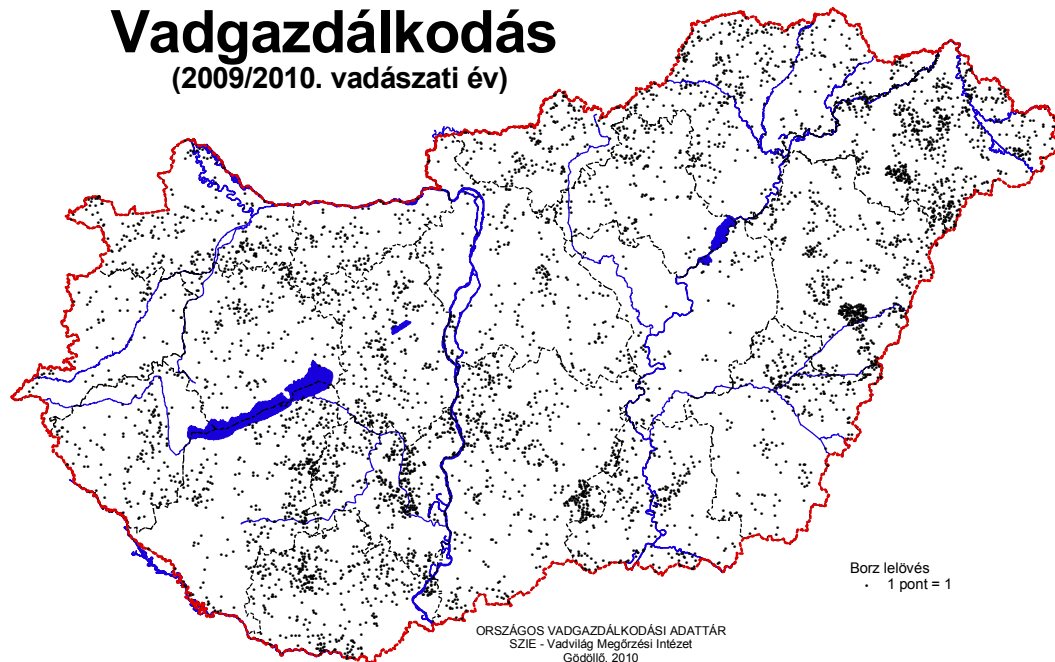 Vadgazdálkodás
(2009/2010. vadászati év)
Borz lelövés
1 pont = 1
ORSZÁGOS VADGAZDÁLKODÁSI ADATTÁR
SZIE - Vadvilág Megőrzési Intézet
Gödöllő, 2010